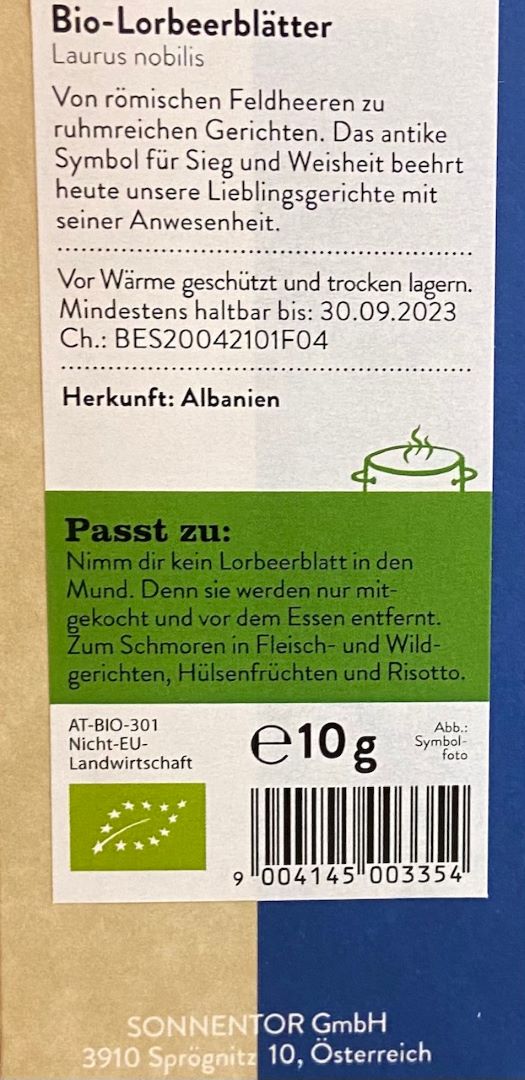 Bio-Lorbeerblätter
Laurus nobilis
Von römischen Feldheeren zu
ruhmreichen Gerichten. Das antike
Symbol für Sieg und Weisheit beehrt
heute unsere Lieblingsgerichte mit
seiner Anwesenheit.
Vor Wärme geschützt und trocken lagern.
Mindestens haltbar bis: 30.09.2023
Ch.: BES20042101F04
Herkunft: Albanien
Passt zu:
Nimm dir kein Lorbeerblatt in den
Mund. Denn sie werden nur mit-
gekocht und vor dem Essen entfernt.
Zum Schmoren in Fleisch- und Wild-
gerichten, Hülsenfrüchten und Risotto.
AT-BIO-301
Nicht-EU-
Landwirtschaft
℮10 g
Abb.:
Symbol-
foto
9 004145 003354
SONNENTOR GmbH
3910 Sprögnitz 10, Österreich